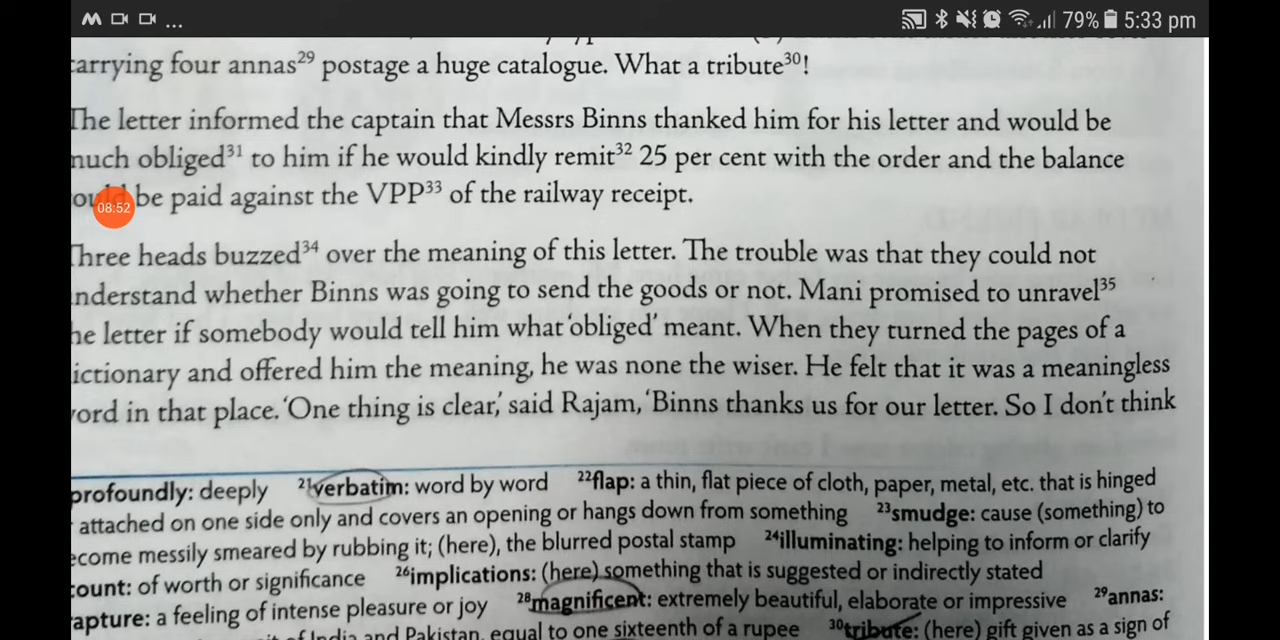 79% 5:33 pm
carrying four annas29 postage a huge catalogue. What a tribute30!
The letter informed the captain that Messrs Binns thanked him for his letter and would be
much obliged31 to him if he would kindly remit32 25 per cent with the order and the balance
be paid against the VPP33 of the railway receipt.
08:52
Three heads buzzed34 over the meaning of this letter. The trouble was that they could not
understand whether Binns was going to send the goods or not. Mani promised to unravel35
he letter if somebody would tell him what 'obliged' meant. When they turned the pages of a
ictionary and offered him the meaning, he was none the wiser. He felt that it was a meaningless
ord in that place. 'One thing is clear,' said Rajam, 'Binns thanks us for our letter. So I don't think
profoundly: deeply 21verbatim: word by word 22flap: a thin, flat piece of cloth, paper, metal, etc. that is hinged
attached on one side only and covers an opening or hangs down from something 23smudge: cause (something) to
ecome messily smeared by rubbing it; (here), the blurred postal stamp 24illuminating: helping to inform or clarify
count: of worth or significance 26implications: (here) something that is suggested or indirectly stated
apture: a feeling of intense pleasure or joy 28magnificent: extremely beautiful, elaborate or impressive 29annas:
of India and Pakistan, equal to one sixteenth of a rupee 30tribute: (here) gift given as a sign of